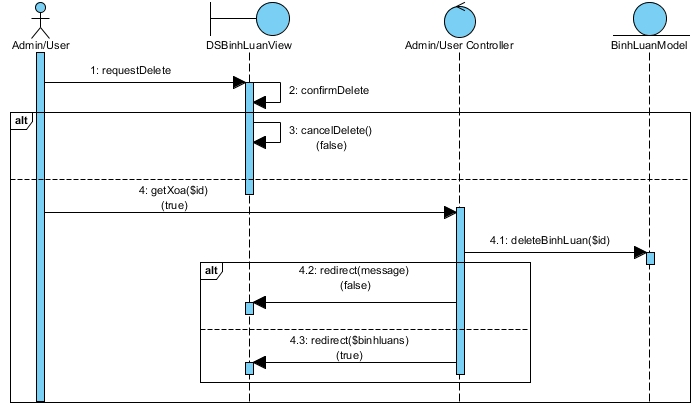 Admin/User
DSBinhLuanView
Admin/User Controller
BinhLuanModel
1: requestDelete
2: confirmDelete
alt
3: cancelDelete()
(false)
4: getXoa($id)
(true)
4.1: deleteBinhLuan($id)
alt
4.2: redirect(message)
(false)
4.3: redirect($binhluans)
(true)